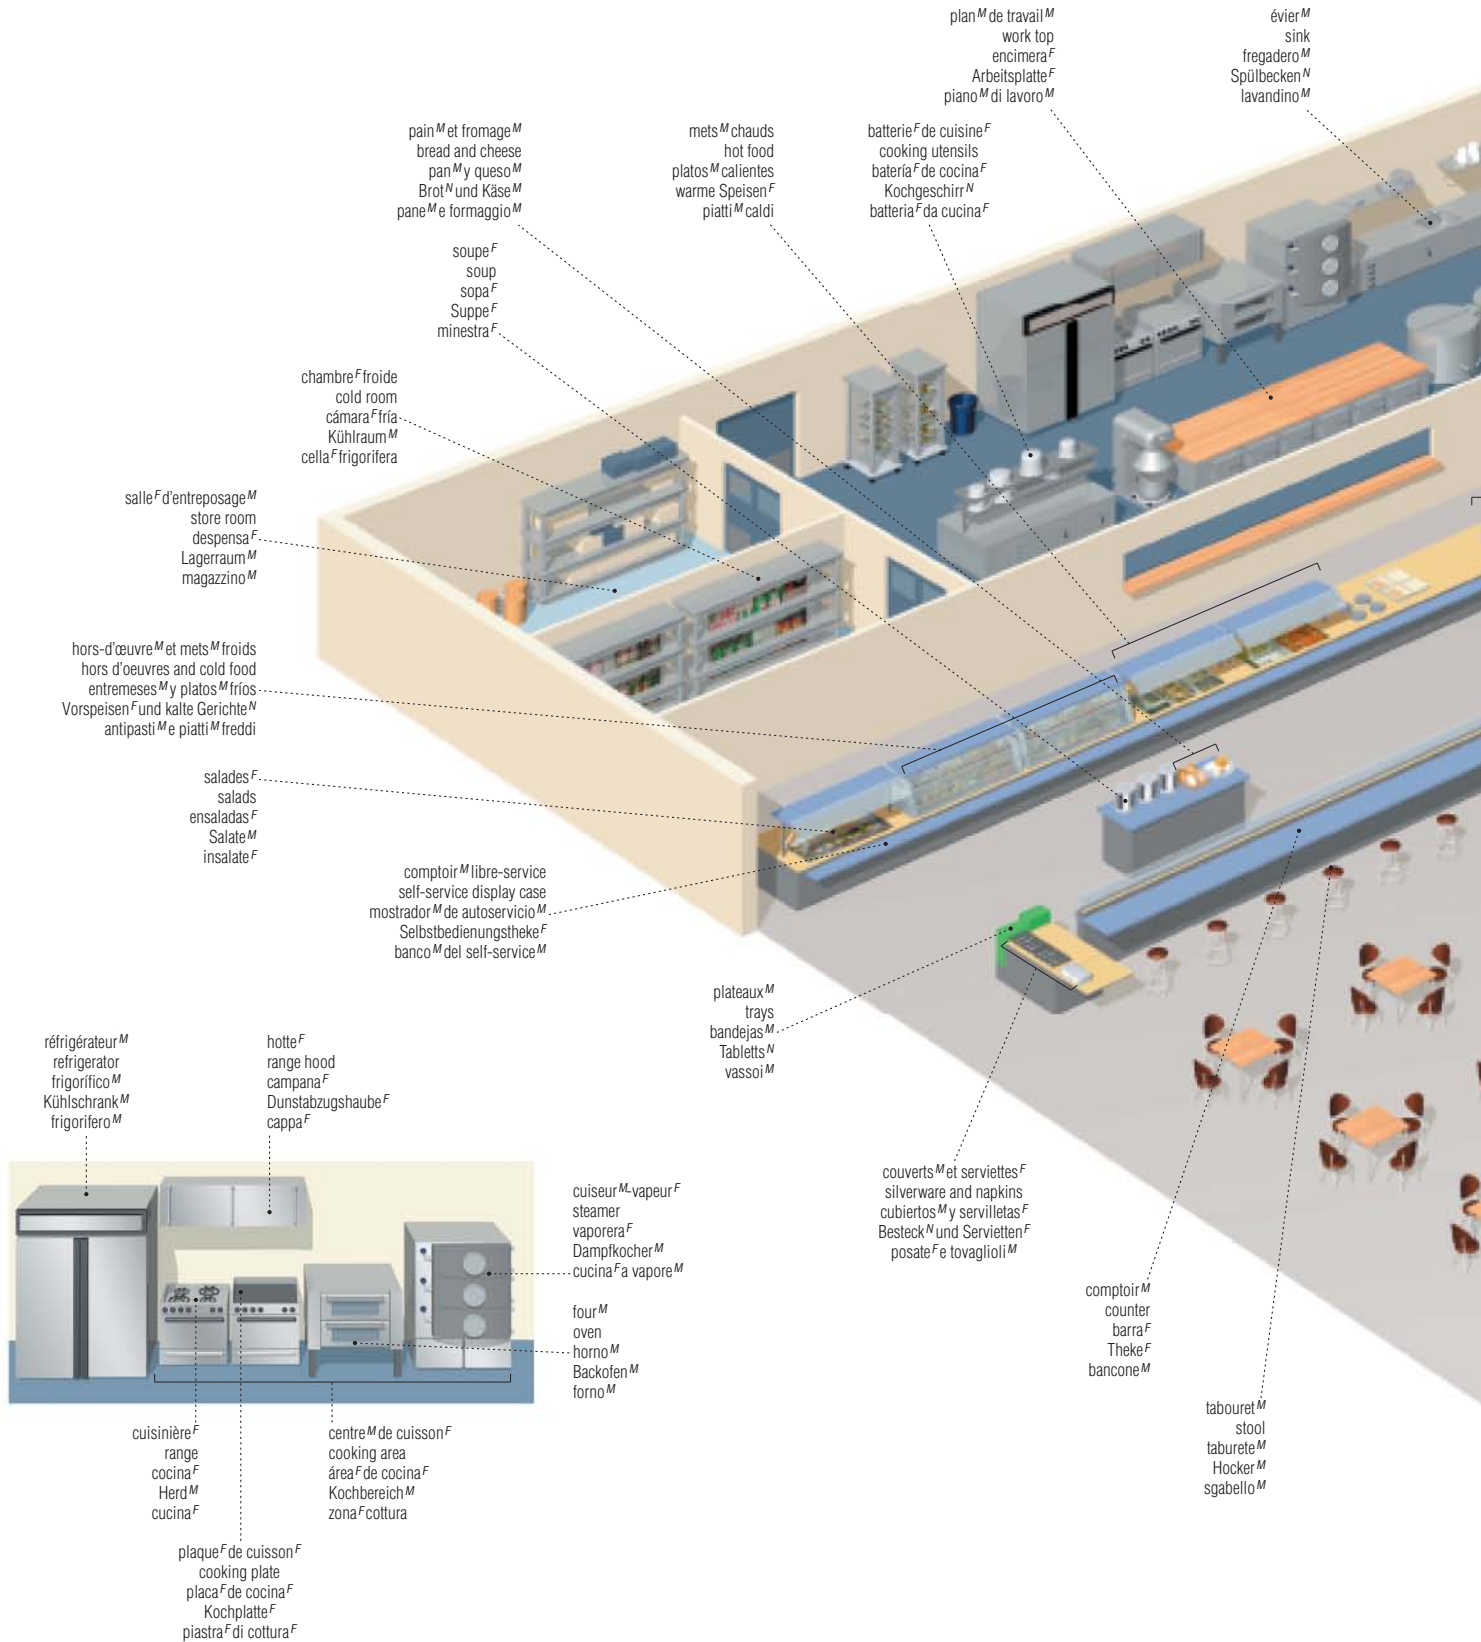 plan M de travail M
work top
encimera F
Arbeitsplatte F
piano M di lavoro M
évier M
sink
fregadero M
Spülbecken N
lavandino M
pain M et fromage M
bread and cheese
pan M y queso M
Brot N und Käse M
pane M e formaggio M
mets M chauds
hot food
platos M calientes
warme Speisen F
piatti M caldi
batterie F de cuisine F
cooking utensils
batería F de cocina F
Kochgeschirr N
batteria F da cucina F
soupe F
soup
sopa F
Suppe F
minestra F
chambre F froide
cold room
cámara F fría
Kühlraum M
cella F frigorifera
salle F d'entreposage M
store room
despensa F
Lagerraum M
magazzino M
hors-d'œuvre M et mets M froids
hors d'oeuvres and cold food
entremeses M y platos M fríos
Vorspeisen F und kalte Gerichte N
antipasti M e piatti M freddi
salades F
salads
ensaladas F
Salate M
insalate F
comptoir M libre-service
self-service display case
mostrador M de autoservicio M
Selbstbedienungstheke F
banco M del self-service M
plateaux M
trays
bandejas M
Tabletts N
vassoi M
réfrigérateur M
refrigerator
frigorífico M
Kühlschrank M
frigorifero M
hotte F
range hood
campana F
Dunstabzugshaube F
cappa F
cuiseur M-vapeur F
steamer
vaporera F
Dampfkocher M
cucina F a vapore M
couverts M et serviettes F
silverware and napkins
cubiertos M y servilletas F
Besteck N und Servietten F
posate F e tovaglioli M
four M
oven
horno M
Backofen M
forno M
comptoir M
counter
barra F
Theke F
bancone M
cuisinière F
range
cocina F
Herd M
cucina F
centre M de cuisson F
cooking area
área F de cocina F
Kochbereich M
zona F cottura
tabouret M
stool
taburete M
Hocker M
sgabello M
plaque F de cuisson F
cooking plate
placa F de cocina F
Kochplatte F
piastra F di cottura F